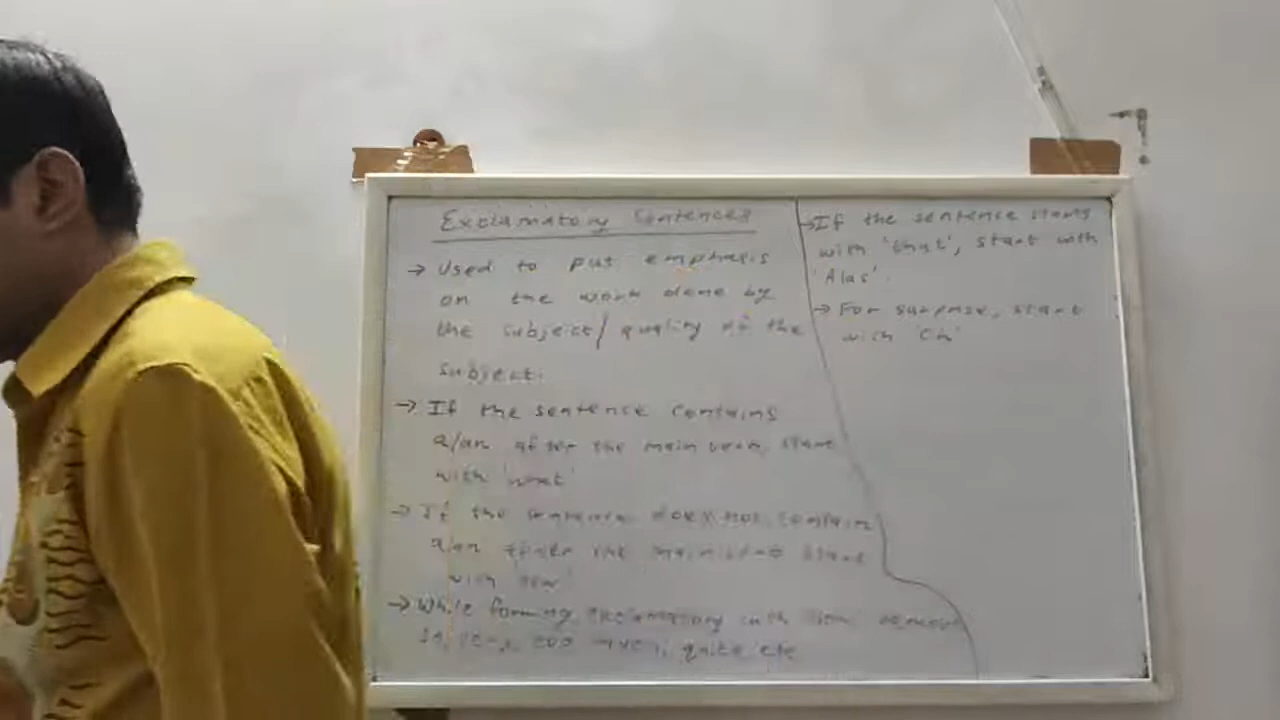 Exclamatory Sentences
→ Used to put emphasis
on the work done by
the subject/quality of the
subject.
→ If the sentence contains
a/an after the main verb, start
with 'what'
→ If the sentence does not contain
a/an after the main verb start
with 'how'
→ While forming exclamatory with how remove
so, very, too much, quite etc
→ If the sentence starts
with 'that', start with
'Alas'.
→ For surprise, start
with 'Oh'